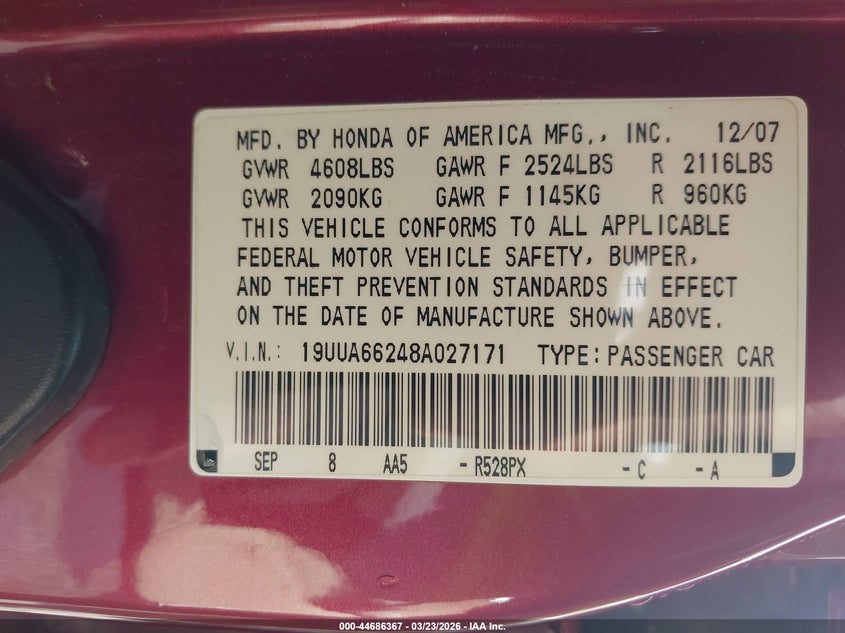 MFD. BY HONDA OF AMERICA MFG., INC. 12/07
GVWR 4608LBS GAWR F 2524LBS R 2116LBS
GVWR 2090KG GAWR F 1145KG R 960KG
THIS VEHICLE CONFORMS TO ALL APPLICABLE
FEDERAL MOTOR VEHICLE SAFETY, BUMPER,
AND THEFT PREVENTION STANDARDS IN EFFECT
ON THE DATE OF MANUFACTURE SHOWN ABOVE.
V.I.N.: 19UUA66248A027171 TYPE: PASSENGER CAR
SEP 8 AA5 - R528PX - C - A
000-44686367 - 03/23/2026 - IAA Inc.